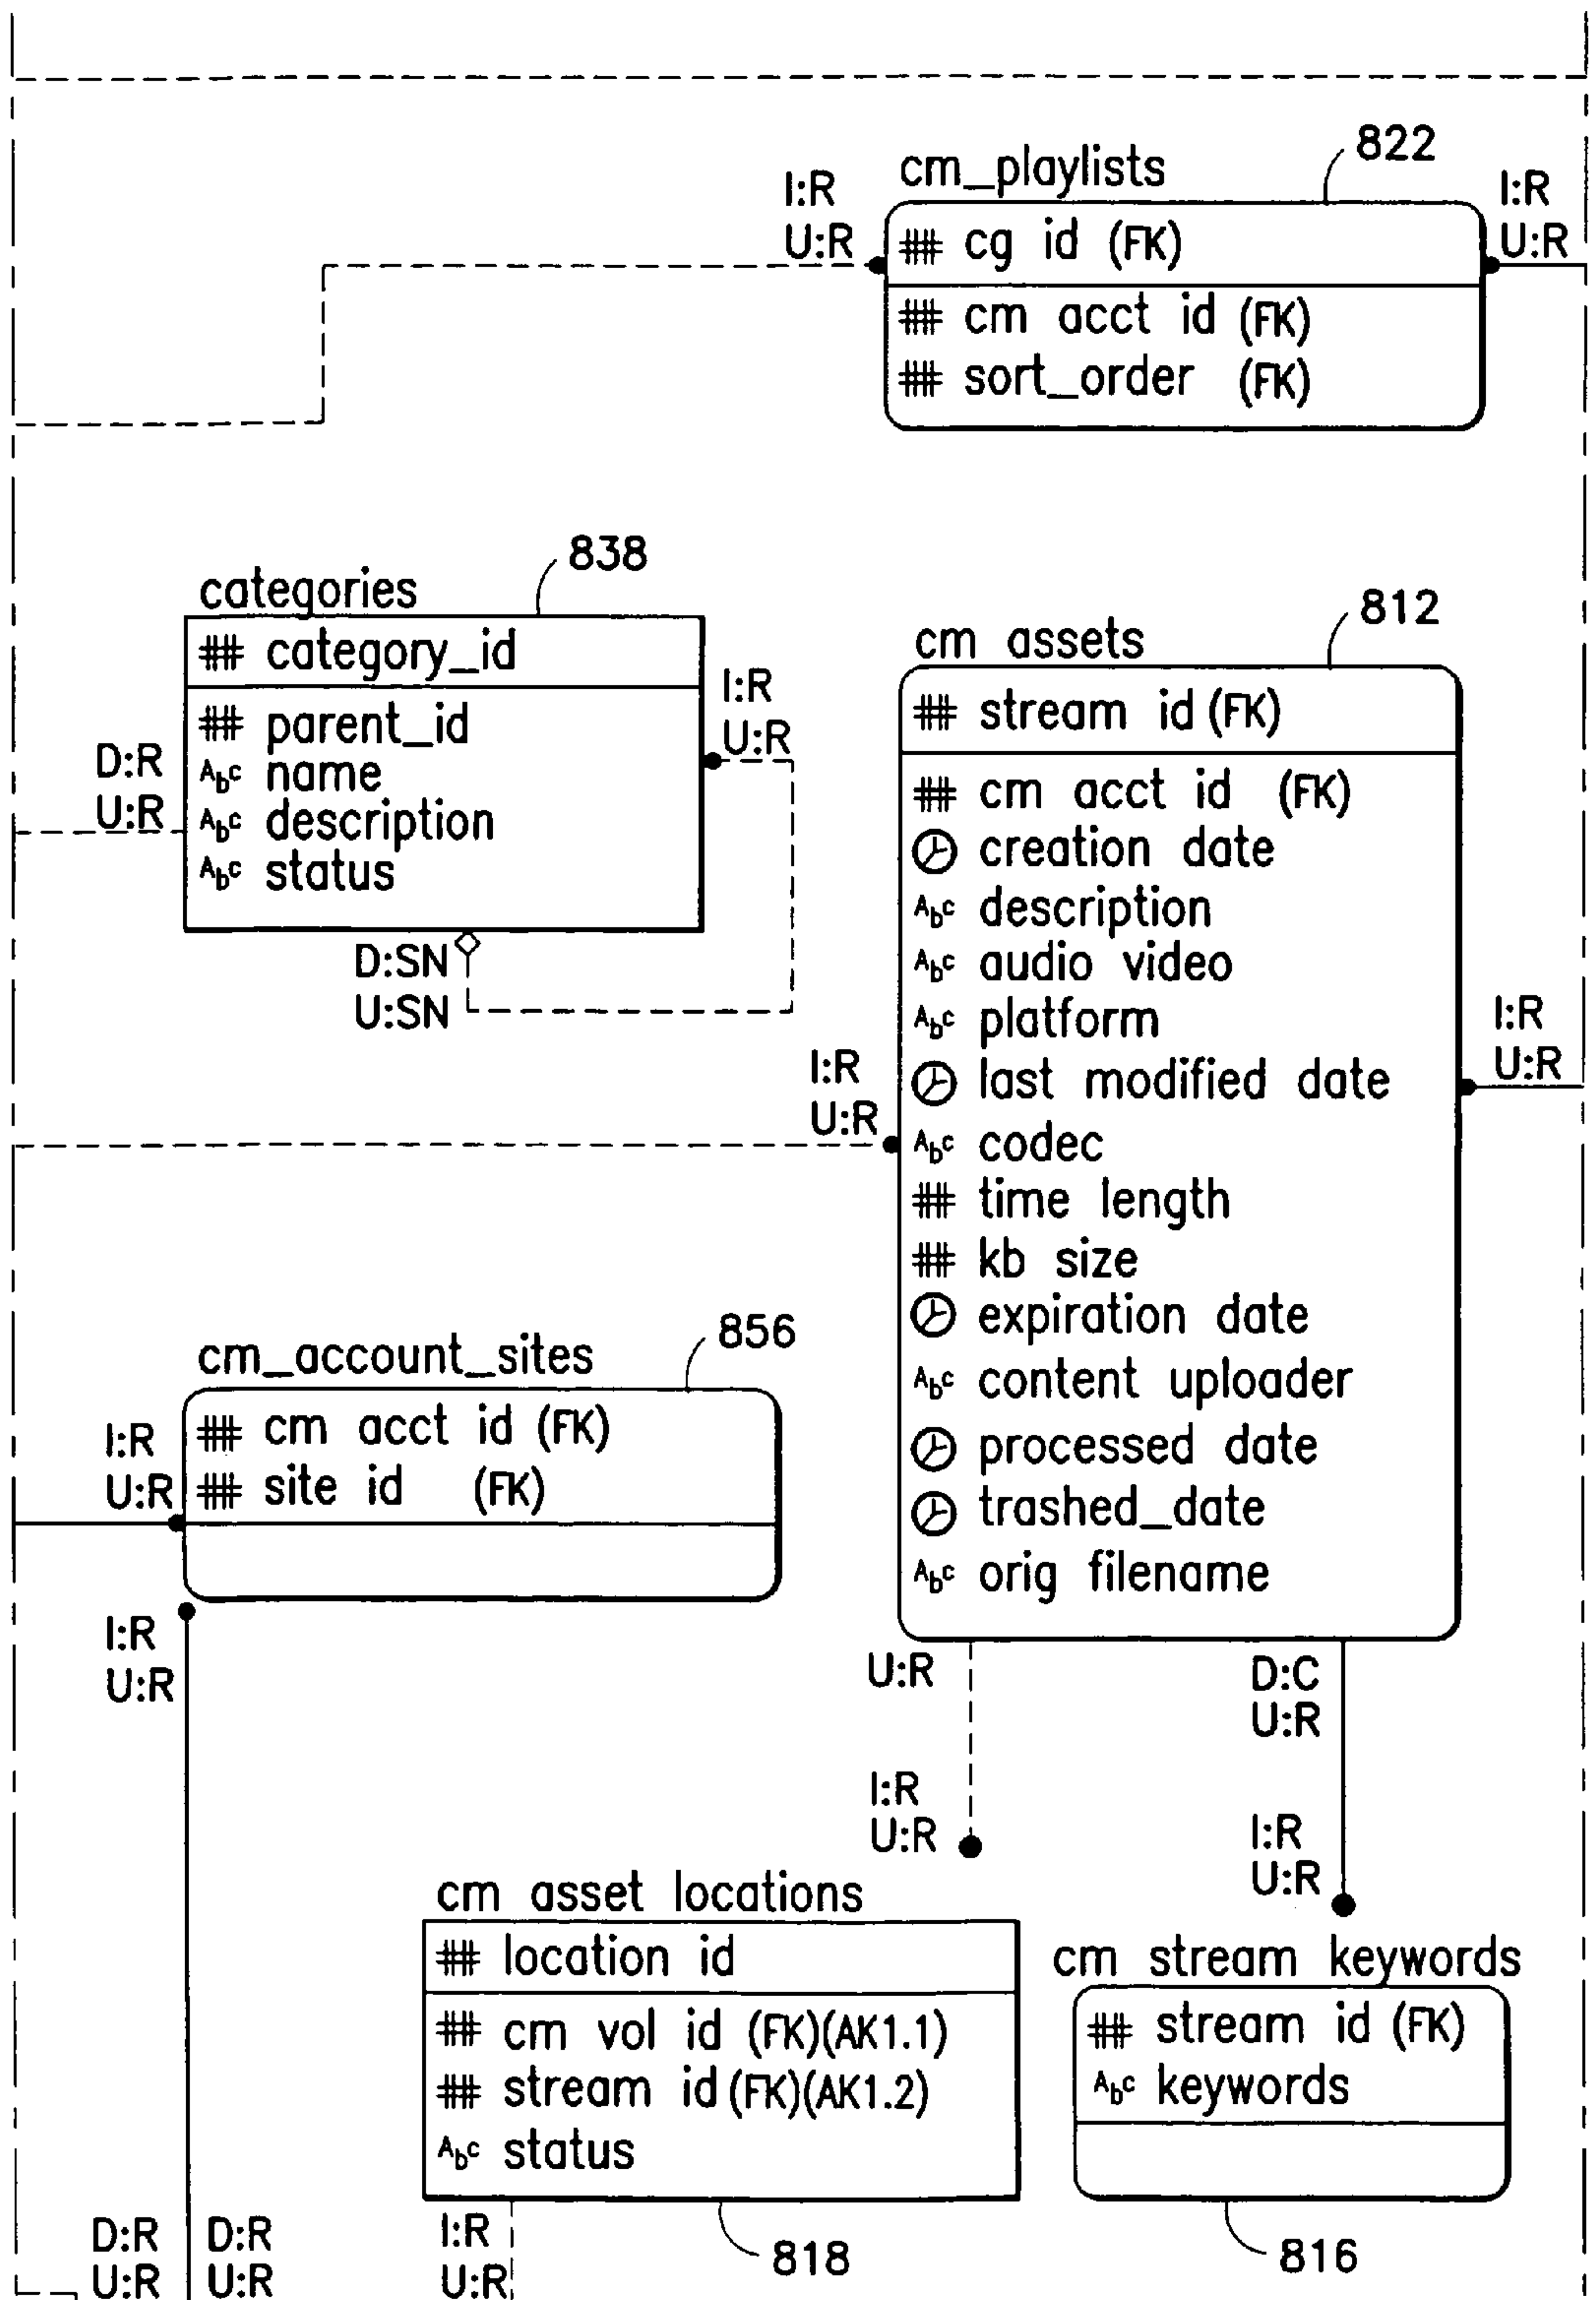 822
cm_playlists
I:R
U:R
I:R
U:R
## cg id (FK)
## cm acct id (FK)
## sort_order (FK)
838
categories
## category_id
## parent_id
Abc name
Abc description
Abc status
D:R
U:R
I:R
U:R
D:SN
U:SN
812
cm assets
## stream id (FK)
## cm acct id (FK)
creation date
Abc description
Abc audio video
Abc platform
last modified date
Abc codec
## time length
## kb size
expiration date
Abc content uploader
processed date
trashed_date
Abc orig filename
I:R
U:R
I:R
U:R
856
cm_account_sites
## cm acct id (FK)
## site id (FK)
I:R
U:R
I:R
U:R
U:R
D:C
U:R
I:R
U:R
I:R
U:R
cm asset locations
## location id
## cm vol id (FK)(AK1.1)
## stream id (FK)(AK1.2)
Abc status
818
cm stream keywords
## stream id (FK)
Abc keywords
816
D:R
U:R
D:R
U:R
I:R
U:R